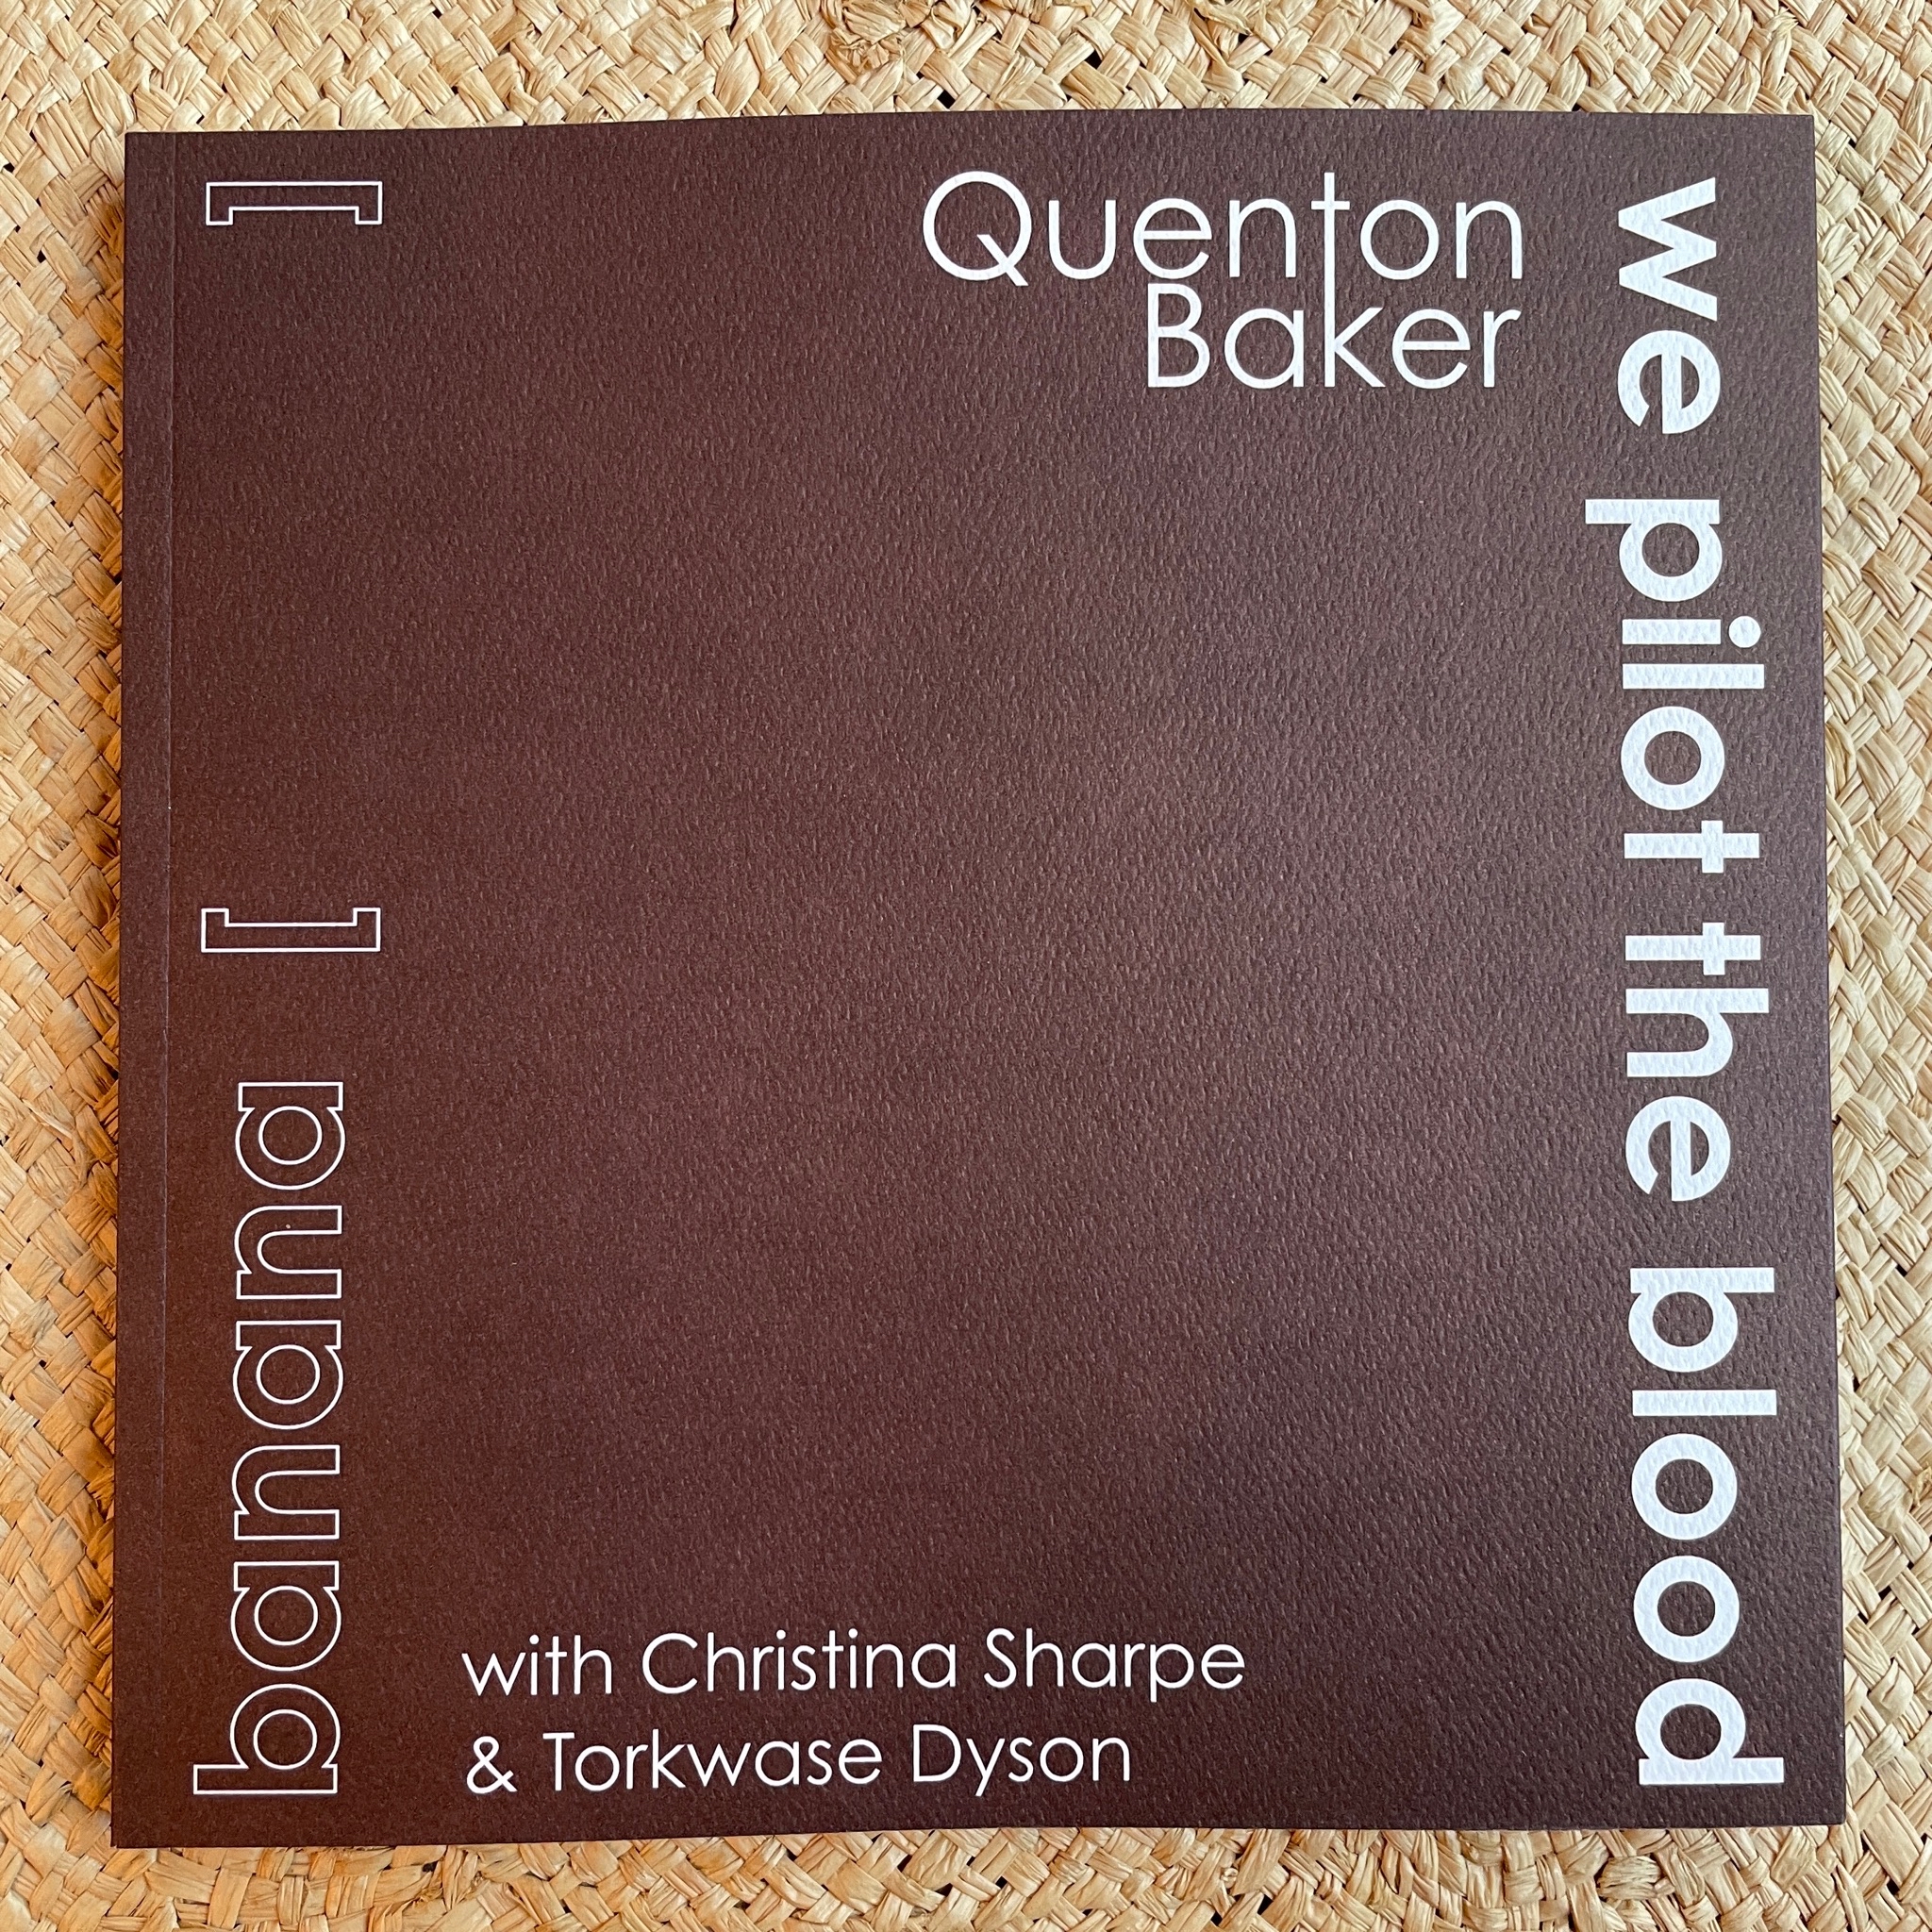 Quenton
Baker
we pilot the blood
banana [ ]
with Christina Sharpe
& Torkwase Dyson